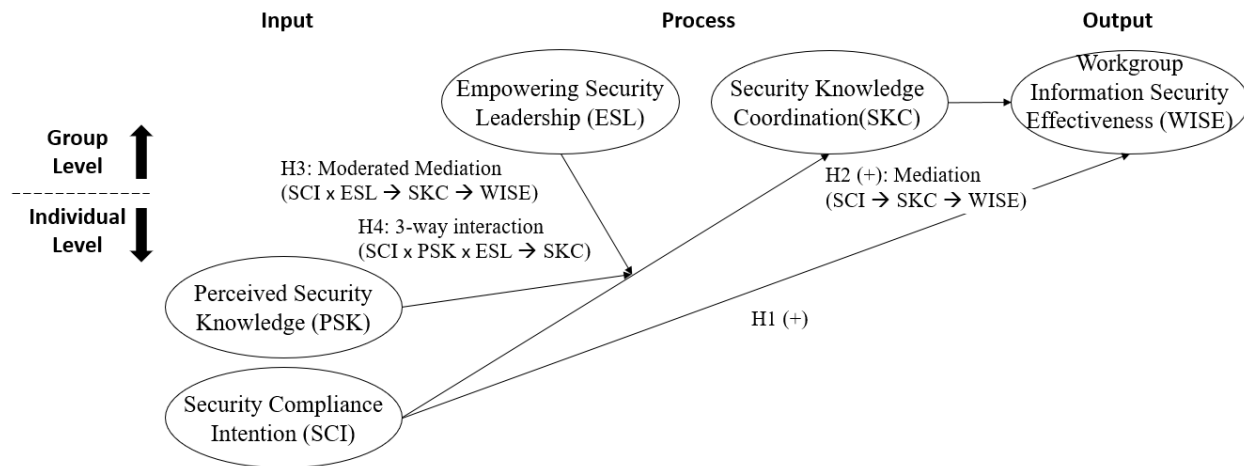 Input
Process
Output
Empowering Security
Leadership (ESL)
Security Knowledge
Coordination(SKC)
Workgroup
Information Security
Effectiveness (WISE)
Group
Level
Individual
Level
H3: Moderated Mediation
(SCI x ESL → SKC → WISE)
H2 (+): Mediation
(SCI → SKC → WISE)
H4: 3-way interaction
(SCI x PSK x ESL → SKC)
Perceived Security
Knowledge (PSK)
H1 (+)
Security Compliance
Intention (SCI)